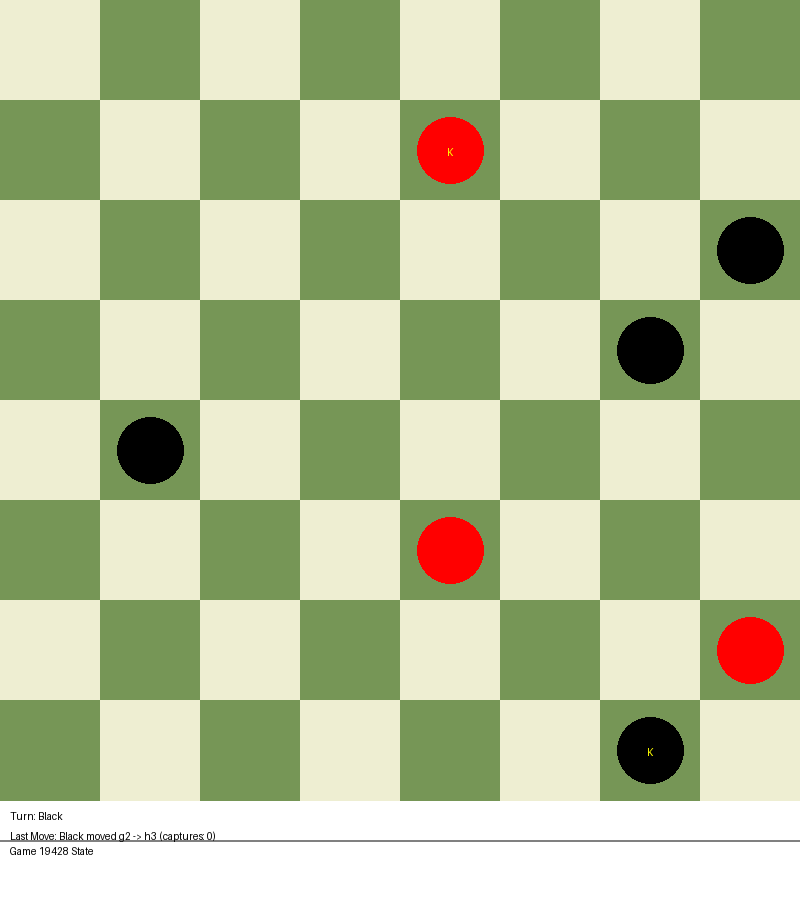 K
K
Turn: Black
Last Move: Black moved g2 -> h3 (captures: 0)
Game 19428 State